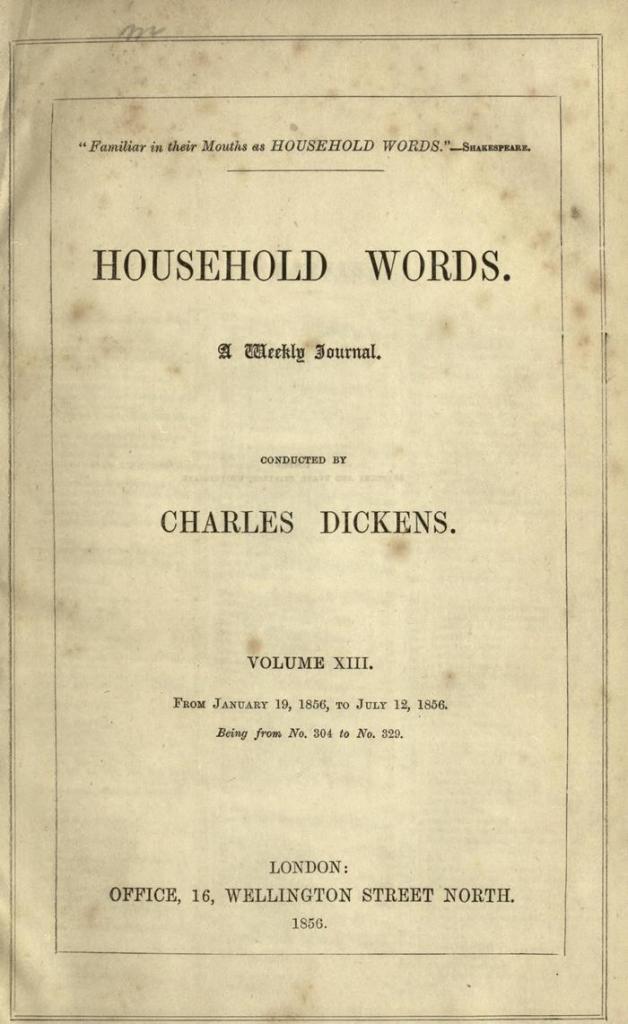 "Familiar in their Mouths as HOUSEHOLD WORDS."—SHAKESPEARE.
HOUSEHOLD WORDS.
A Weekly Journal.
CONDUCTED BY
CHARLES DICKENS.
VOLUME XIII.
FROM JANUARY 19, 1856, TO JULY 12, 1856.
Being from No. 304 to No. 329.
LONDON:
OFFICE, 16, WELLINGTON STREET NORTH.
1856.